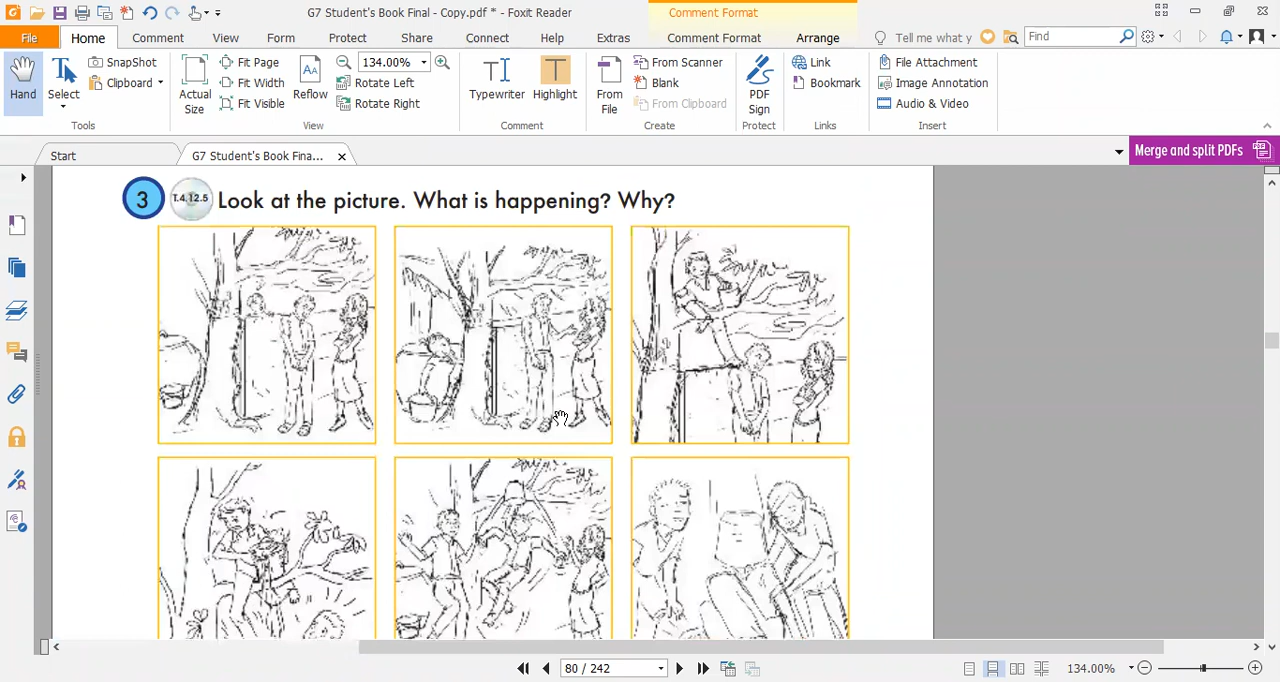 G7 Student's Book Final - Copy.pdf * - Foxit Reader
Comment Format
File Home Comment View Form Protect Share Connect Help Extras Comment Format Arrange Tell me what y Find
Hand
Select
SnapShot
Clipboard
Tools
Actual Size
Fit Page
Fit Width
Fit Visible
Reflow
134.00%
Rotate Left
Rotate Right
View
Typewriter
Highlight
Comment
From File
From Scanner
Blank
From Clipboard
Create
PDF Sign
Protect
Link
Bookmark
Links
File Attachment
Image Annotation
Audio & Video
Insert
Start
G7 Student's Book Fina...
Merge and split PDFs
3 T.4.12.5 Look at the picture. What is happening? Why?
80 / 242
134.00%